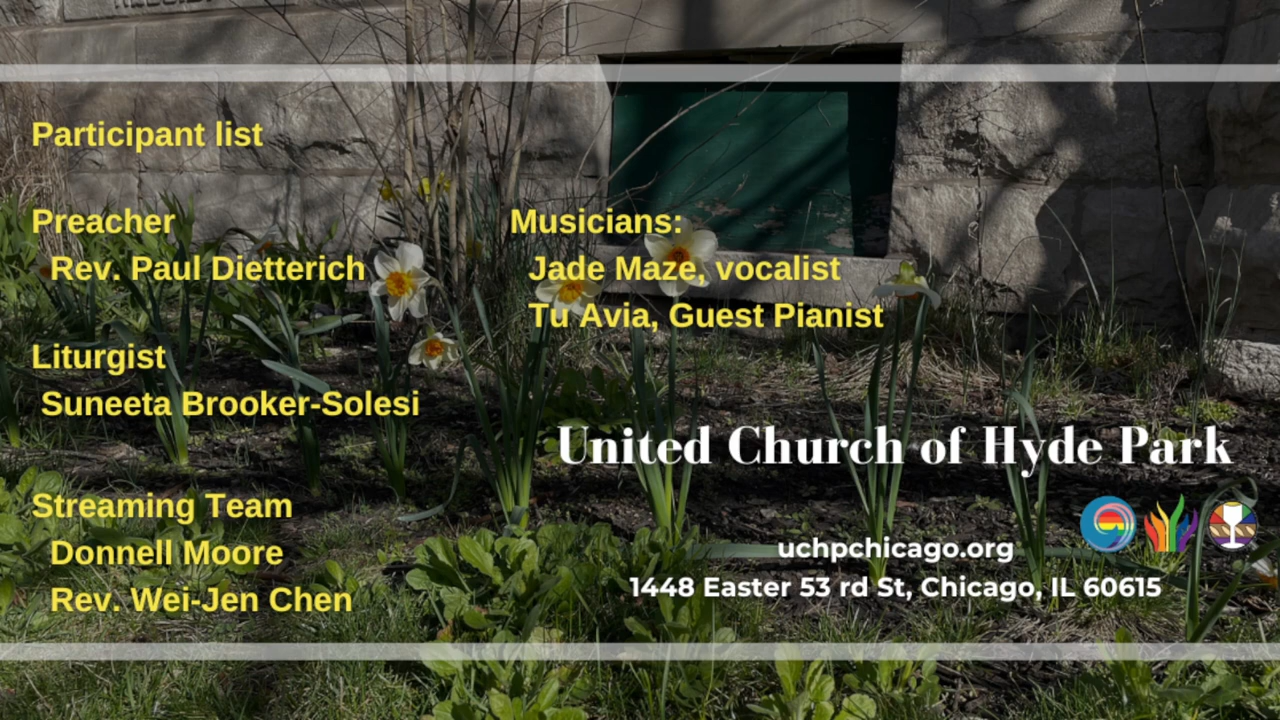 Participant list
Preacher
Rev. Paul Dietterich
Liturgist
Suneeta Brooker-Solesi
Streaming Team
Donnell Moore
Rev. Wei-Jen Chen
Musicians:
Jade Maze, vocalist
Tu Avia, Guest Pianist
United Church of Hyde Park
uchpchicago.org
1448 Easter 53 rd St, Chicago, IL 60615